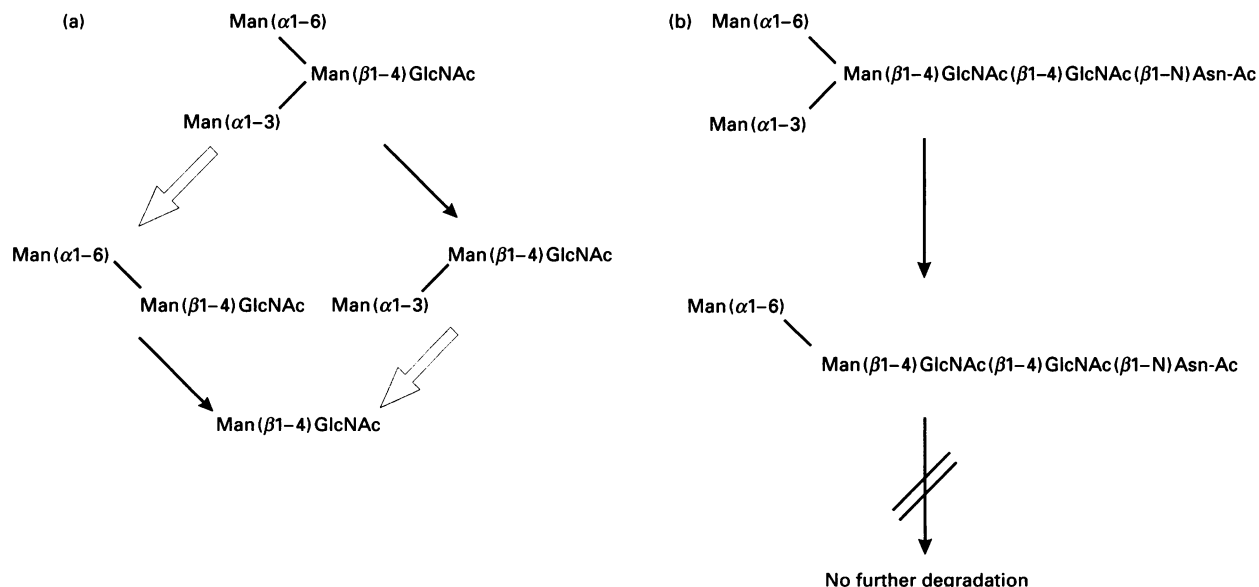 (a)
Man(α1–6)
Man(β1–4)GlcNAc
Man(α1–3)
Man(α1–6)
Man(β1–4)GlcNAc
Man(β1–4)GlcNAc
Man(α1–3)
Man(β1–4)GlcNAc
(b)
Man(α1–6)
Man(β1–4)GlcNAc(β1–4)GlcNAc(β1–N)Asn-Ac
Man(α1–3)
Man(α1–6)
Man(β1–4)GlcNAc(β1–4)GlcNAc(β1–N)Asn-Ac
No further degradation